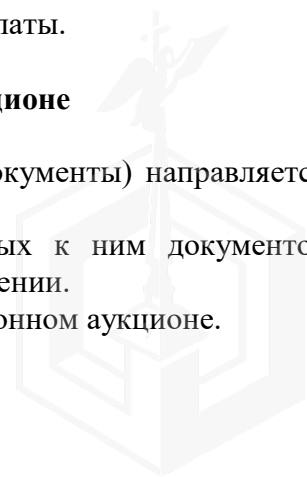 латы.
ционе
окументы) направляетс
ых к ним документо
ении.
онном аукционе.